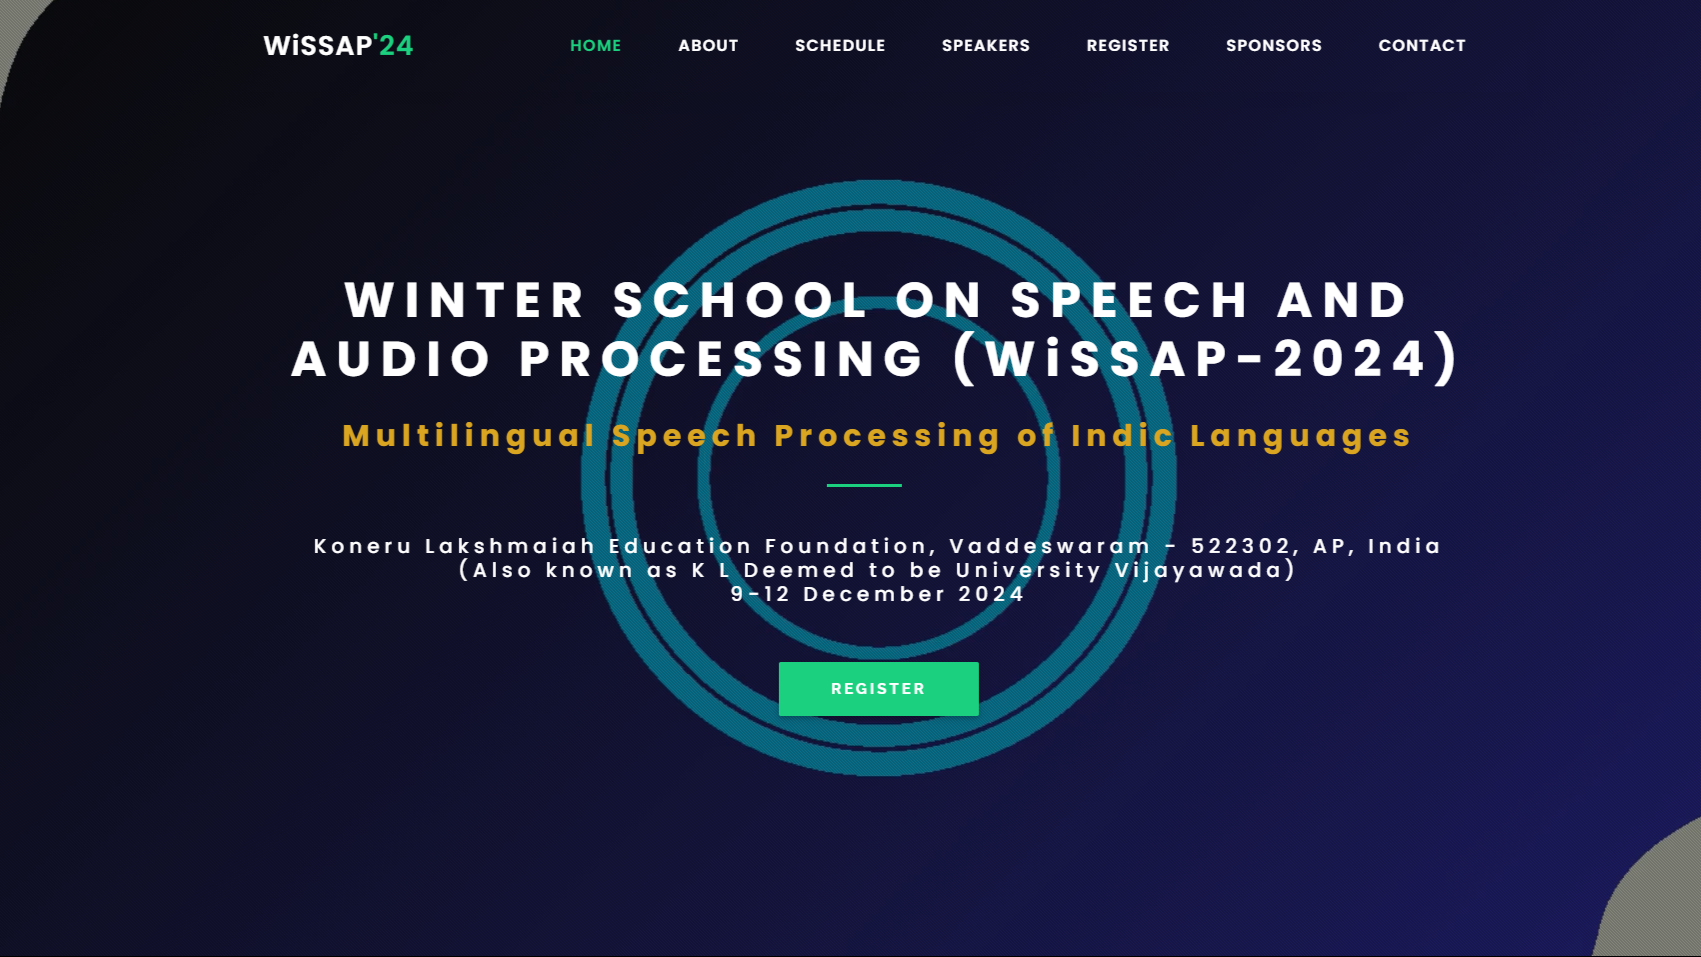 WiSSAP'24
HOME ABOUT SCHEDULE SPEAKERS REGISTER SPONSORS CONTACT
WINTER SCHOOL ON SPEECH AND
AUDIO PROCESSING (WiSSAP-2024)
Multilingual Speech Processing of Indic Languages
Koneru Lakshmaiah Education Foundation, Vaddeswaram - 522302, AP, India
(Also known as K L Deemed to be University Vijayawada)
9-12 December 2024
REGISTER